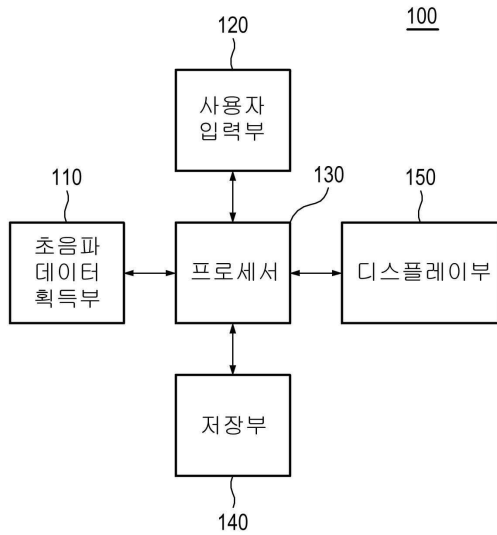 100
120
사용자
입력부
110
130
150
초음파
데이터
획득부
프로세서
디스플레이부
저장부
140